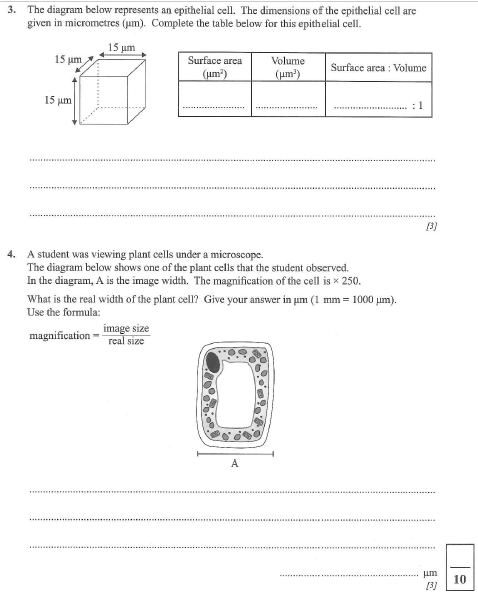 3. The diagram below represents an epithelial cell. The dimensions of the epithelial cell are
given in micrometres (µm). Complete the table below for this epithelial cell.
15 µm
15 µm
15 µm
Surface area
(µm²)
Volume
(µm³)
Surface area : Volume
.................... .................... .................... : 1
[3]
4. A student was viewing plant cells under a microscope.
The diagram below shows one of the plant cells that the student observed.
In the diagram, A is the image width. The magnification of the cell is × 250.
What is the real width of the plant cell? Give your answer in µm (1 mm = 1000 µm).
Use the formula:
magnification = image size
real size
A
µm
[3]
10